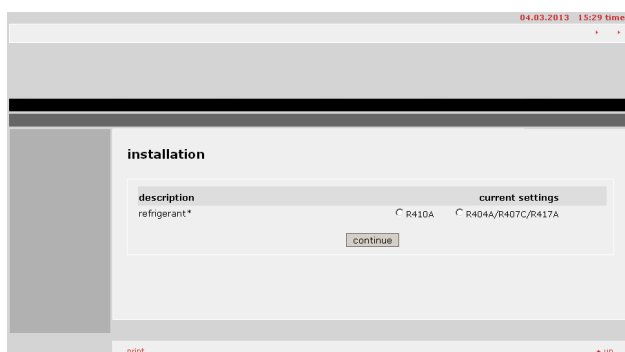 04.03.2013 15:29 time
installation
description current settings
refrigerant* R410A R404A/R407C/R417A
continue
print up